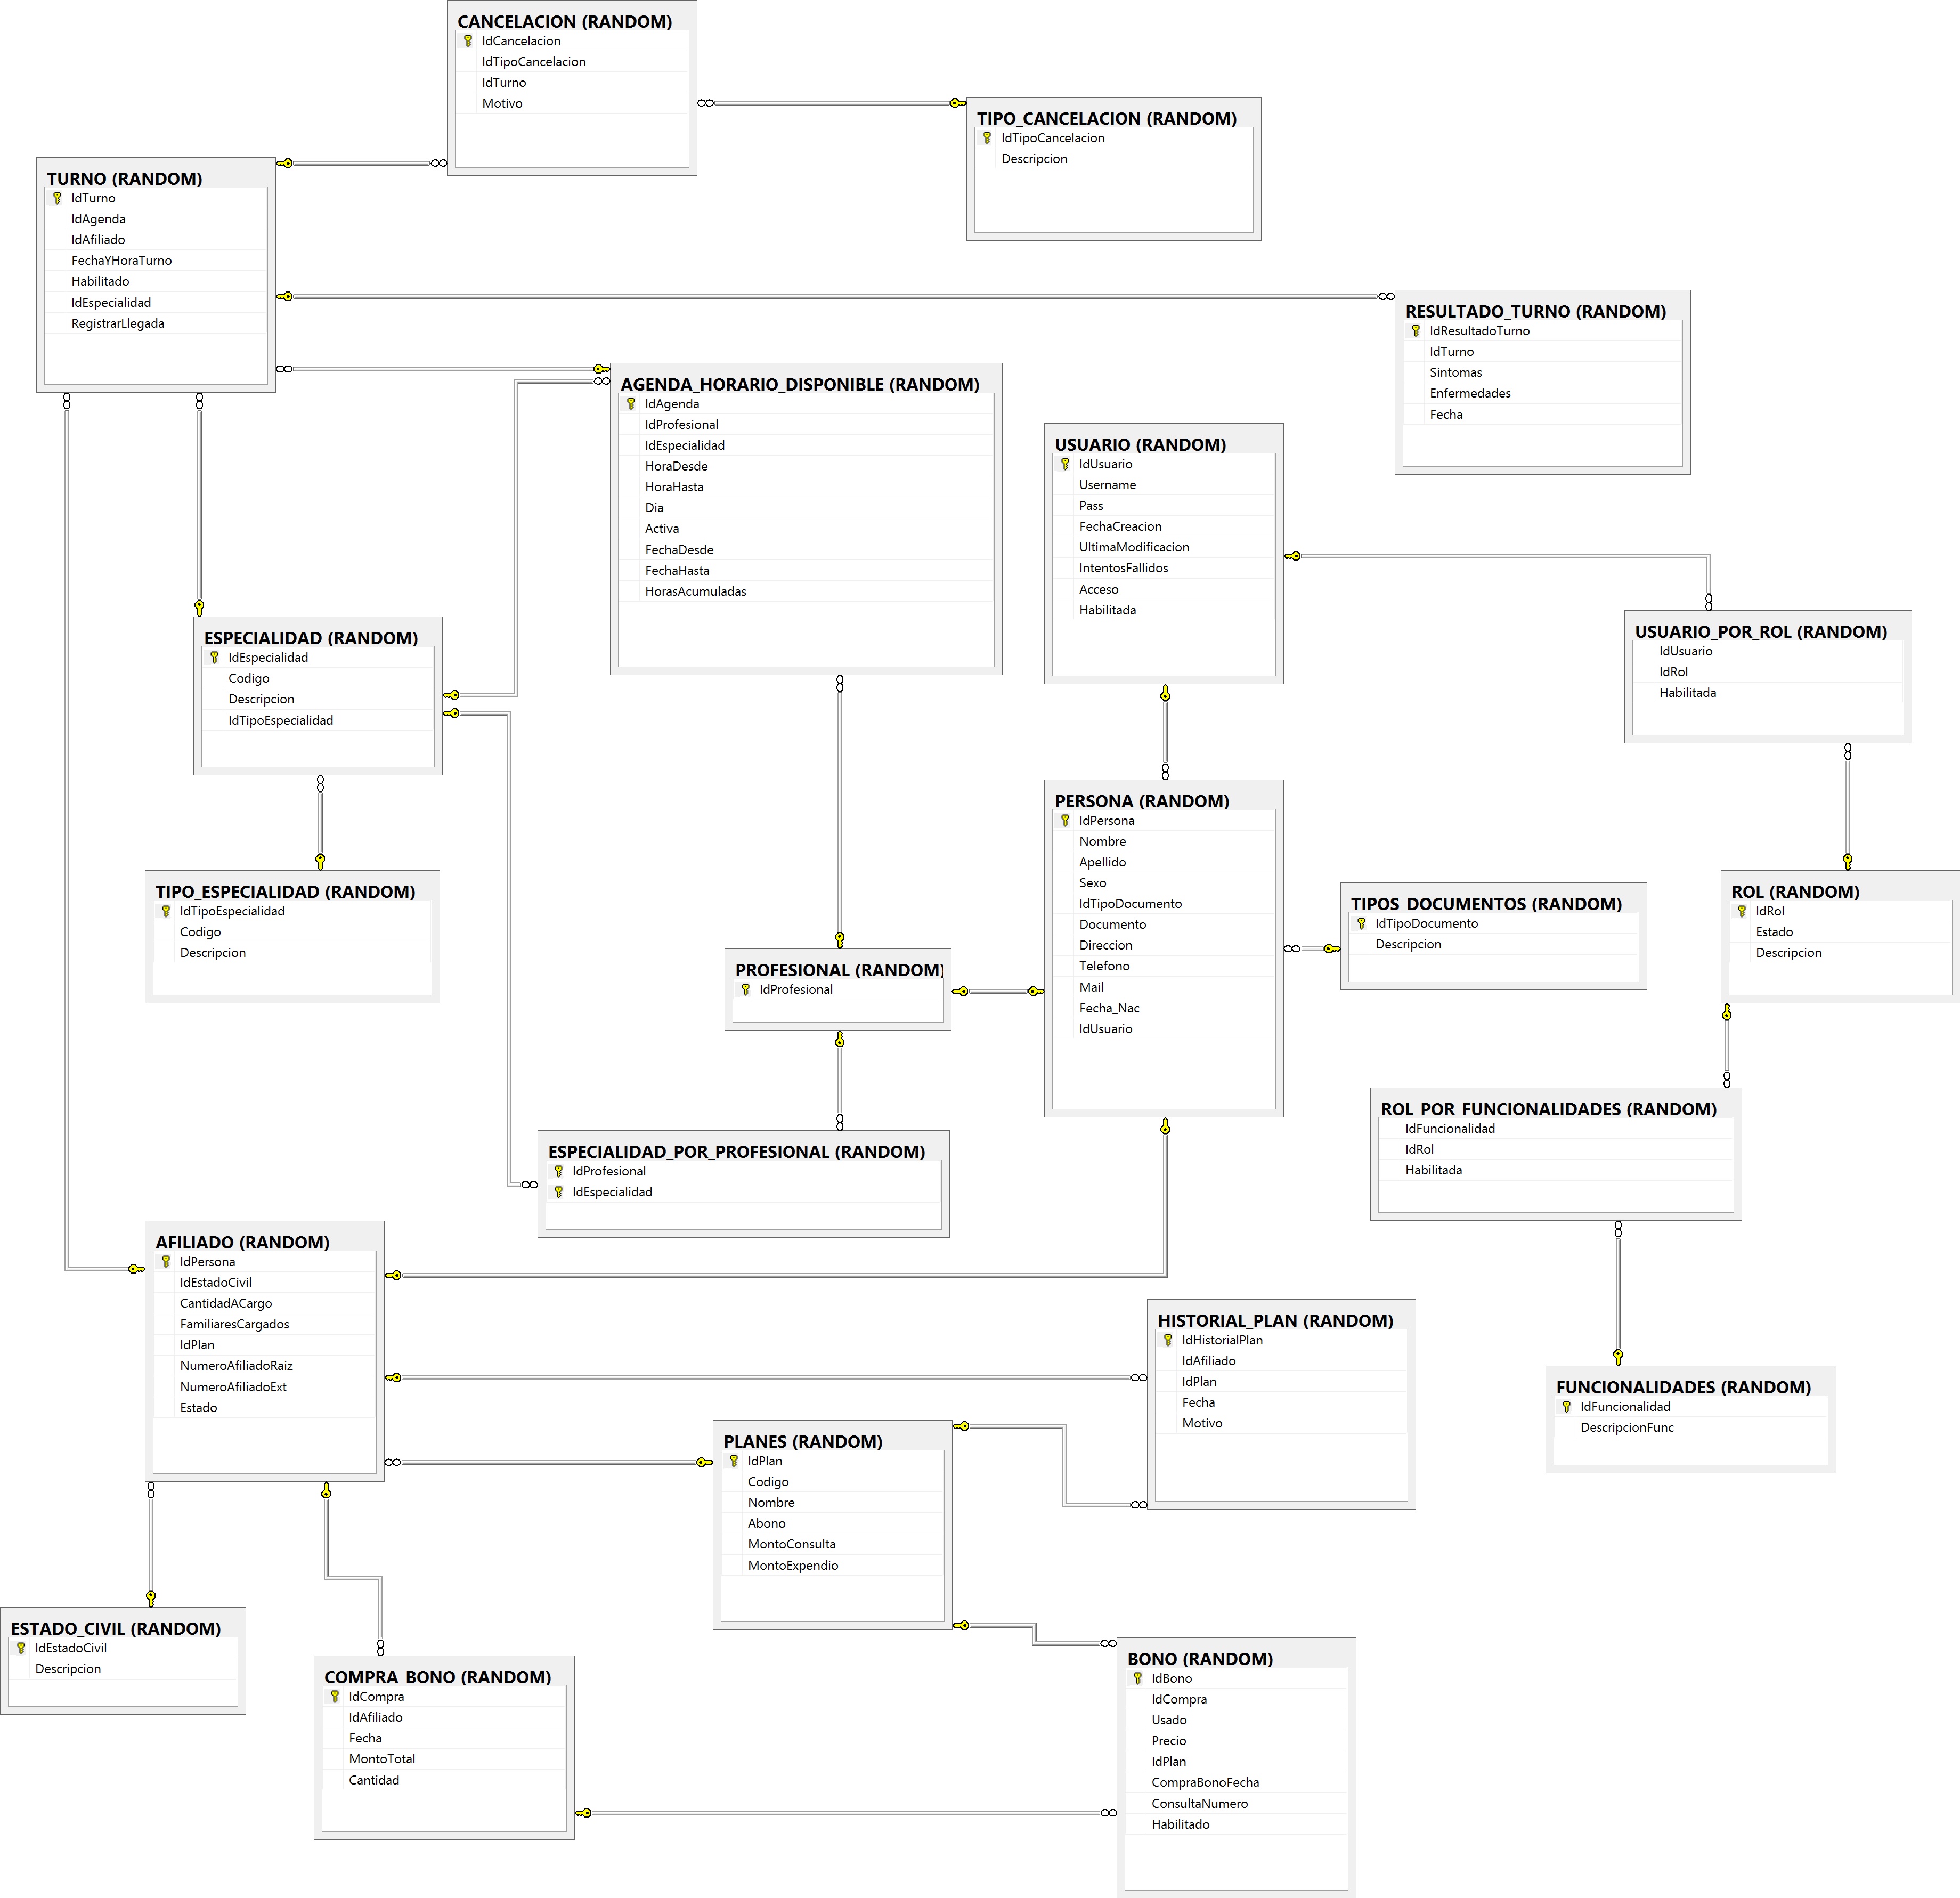 CANCELACION (RANDOM)
IdCancelacion
IdTipoCancelacion
IdTurno
Motivo
TIPO_CANCELACION (RANDOM)
IdTipoCancelacion
Descripcion
TURNO (RANDOM)
IdTurno
IdAgenda
IdAfiliado
FechaYHoraTurno
Habilitado
IdEspecialidad
RegistrarLlegada
RESULTADO_TURNO (RANDOM)
IdResultadoTurno
IdTurno
Sintomas
Enfermedades
Fecha
AGENDA_HORARIO_DISPONIBLE (RANDOM)
IdAgenda
IdProfesional
IdEspecialidad
HoraDesde
HoraHasta
Dia
Activa
FechaDesde
FechaHasta
HorasAcumuladas
USUARIO (RANDOM)
IdUsuario
Username
Pass
FechaCreacion
UltimaModificacion
IntentosFallidos
Acceso
Habilitada
USUARIO_POR_ROL (RANDOM)
IdUsuario
IdRol
Habilitada
ESPECIALIDAD (RANDOM)
IdEspecialidad
Codigo
Descripcion
IdTipoEspecialidad
PERSONA (RANDOM)
IdPersona
Nombre
Apellido
Sexo
IdTipoDocumento
Documento
Direccion
Telefono
Mail
Fecha_Nac
IdUsuario
TIPO_ESPECIALIDAD (RANDOM)
IdTipoEspecialidad
Codigo
Descripcion
TIPOS_DOCUMENTOS (RANDOM)
IdTipoDocumento
Descripcion
ROL (RANDOM)
IdRol
Estado
Descripcion
PROFESIONAL (RANDOM)
IdProfesional
ROL_POR_FUNCIONALIDADES (RANDOM)
IdFuncionalidad
IdRol
Habilitada
ESPECIALIDAD_POR_PROFESIONAL (RANDOM)
IdProfesional
IdEspecialidad
AFILIADO (RANDOM)
IdPersona
IdEstadoCivil
CantidadACargo
FamiliaresCargados
IdPlan
NumeroAfiliadoRaiz
NumeroAfiliadoExt
Estado
HISTORIAL_PLAN (RANDOM)
IdHistorialPlan
IdAfiliado
IdPlan
Fecha
Motivo
FUNCIONALIDADES (RANDOM)
IdFuncionalidad
DescripcionFunc
PLANES (RANDOM)
IdPlan
Codigo
Nombre
Abono
MontoConsulta
MontoExpendio
ESTADO_CIVIL (RANDOM)
IdEstadoCivil
Descripcion
COMPRA_BONO (RANDOM)
IdCompra
IdAfiliado
Fecha
MontoTotal
Cantidad
BONO (RANDOM)
IdBono
IdCompra
Usado
Precio
IdPlan
CompraBonoFecha
ConsultaNumero
Habilitado